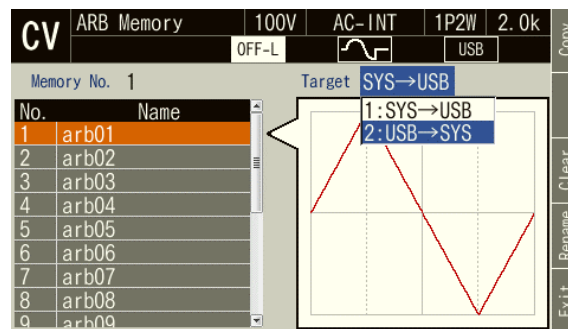 CV ARB Memory 100V AC-INT 1P2W 2.0k
OFF-L USB
Memory No. 1 Target SYS→USB
1:SYS→USB
2:USB→SYS
No. Name
1 arb01
2 arb02
3 arb03
4 arb04
5 arb05
6 arb06
7 arb07
8 arb08
9 arb09
Copy
Clear
Rename
Exit